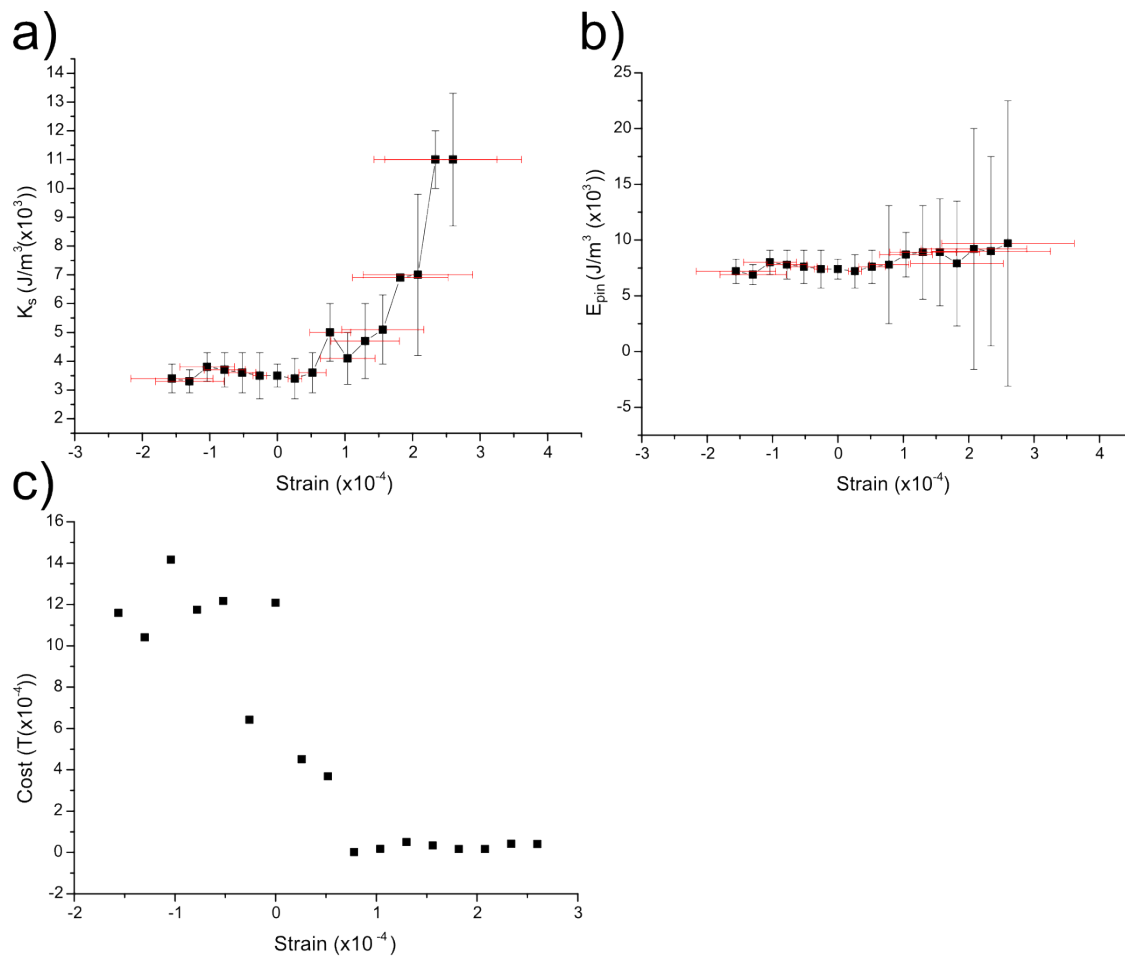 a)
14
13
12
11
10
9
8
7
6
5
4
3
2
-3 -2 -1 0 1 2 3 4
K_s (J/m³(x10³))
Strain (x10⁻⁴)
b)
25
20
15
10
5
0
-5
-3 -2 -1 0 1 2 3 4
E_pin (J/m³ (x10³))
Strain (x10⁻⁴)
c)
16
14
12
10
8
6
4
2
0
-2
-2 -1 0 1 2 3
Cost (T(x10⁻⁴))
Strain (x10⁻⁴)